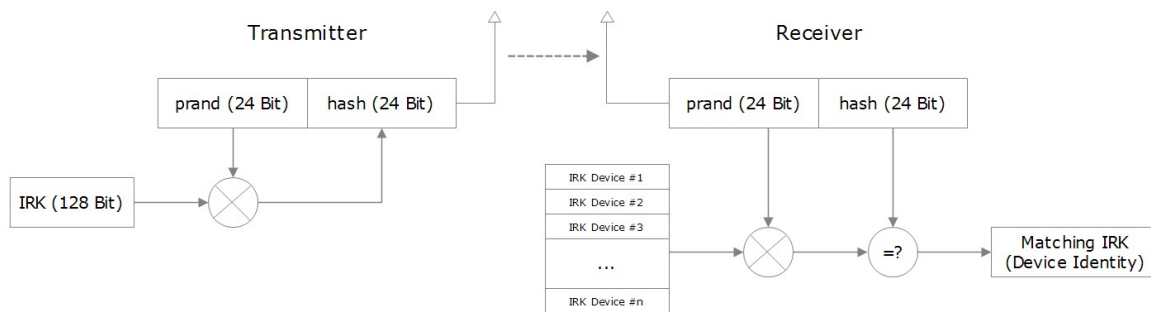 Transmitter
prand (24 Bit)
hash (24 Bit)
IRK (128 Bit)
Receiver
prand (24 Bit)
hash (24 Bit)
IRK Device #1
IRK Device #2
IRK Device #3
...
IRK Device #n
=?
Matching IRK
(Device Identity)